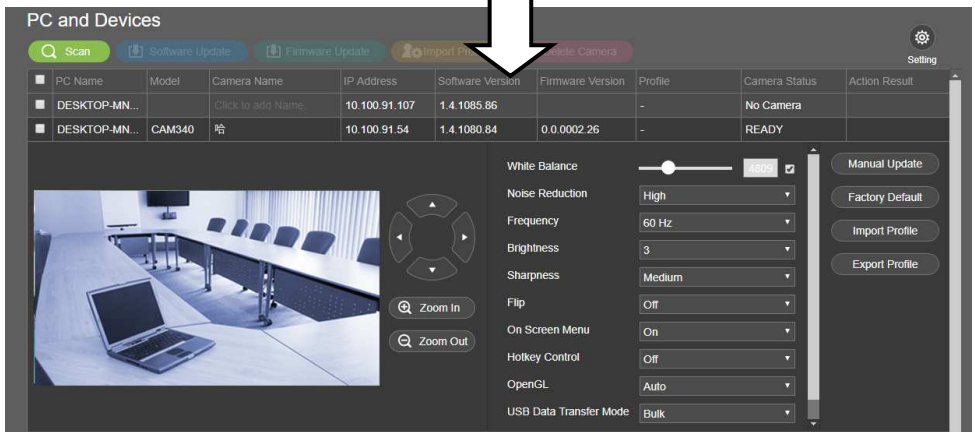 PC and Devices
Scan Software Update Firmware Update Import Profile Delete Camera Setting
PC Name Model Camera Name IP Address Software Version Firmware Version Profile Camera Status Action Result
DESKTOP-MN... Click to add Name. 10.100.91.107 1.4.1085.86 - No Camera
DESKTOP-MN... CAM340 哈 10.100.91.54 1.4.1080.84 0.0.0002.26 - READY
White Balance 4609 Manual Update
Noise Reduction High Factory Default
Frequency 60 Hz Import Profile
Brightness 3
Sharpness Medium Export Profile
Flip Off
Zoom In
On Screen Menu On
Zoom Out
Hotkey Control Off
OpenGL Auto
USB Data Transfer Mode Bulk